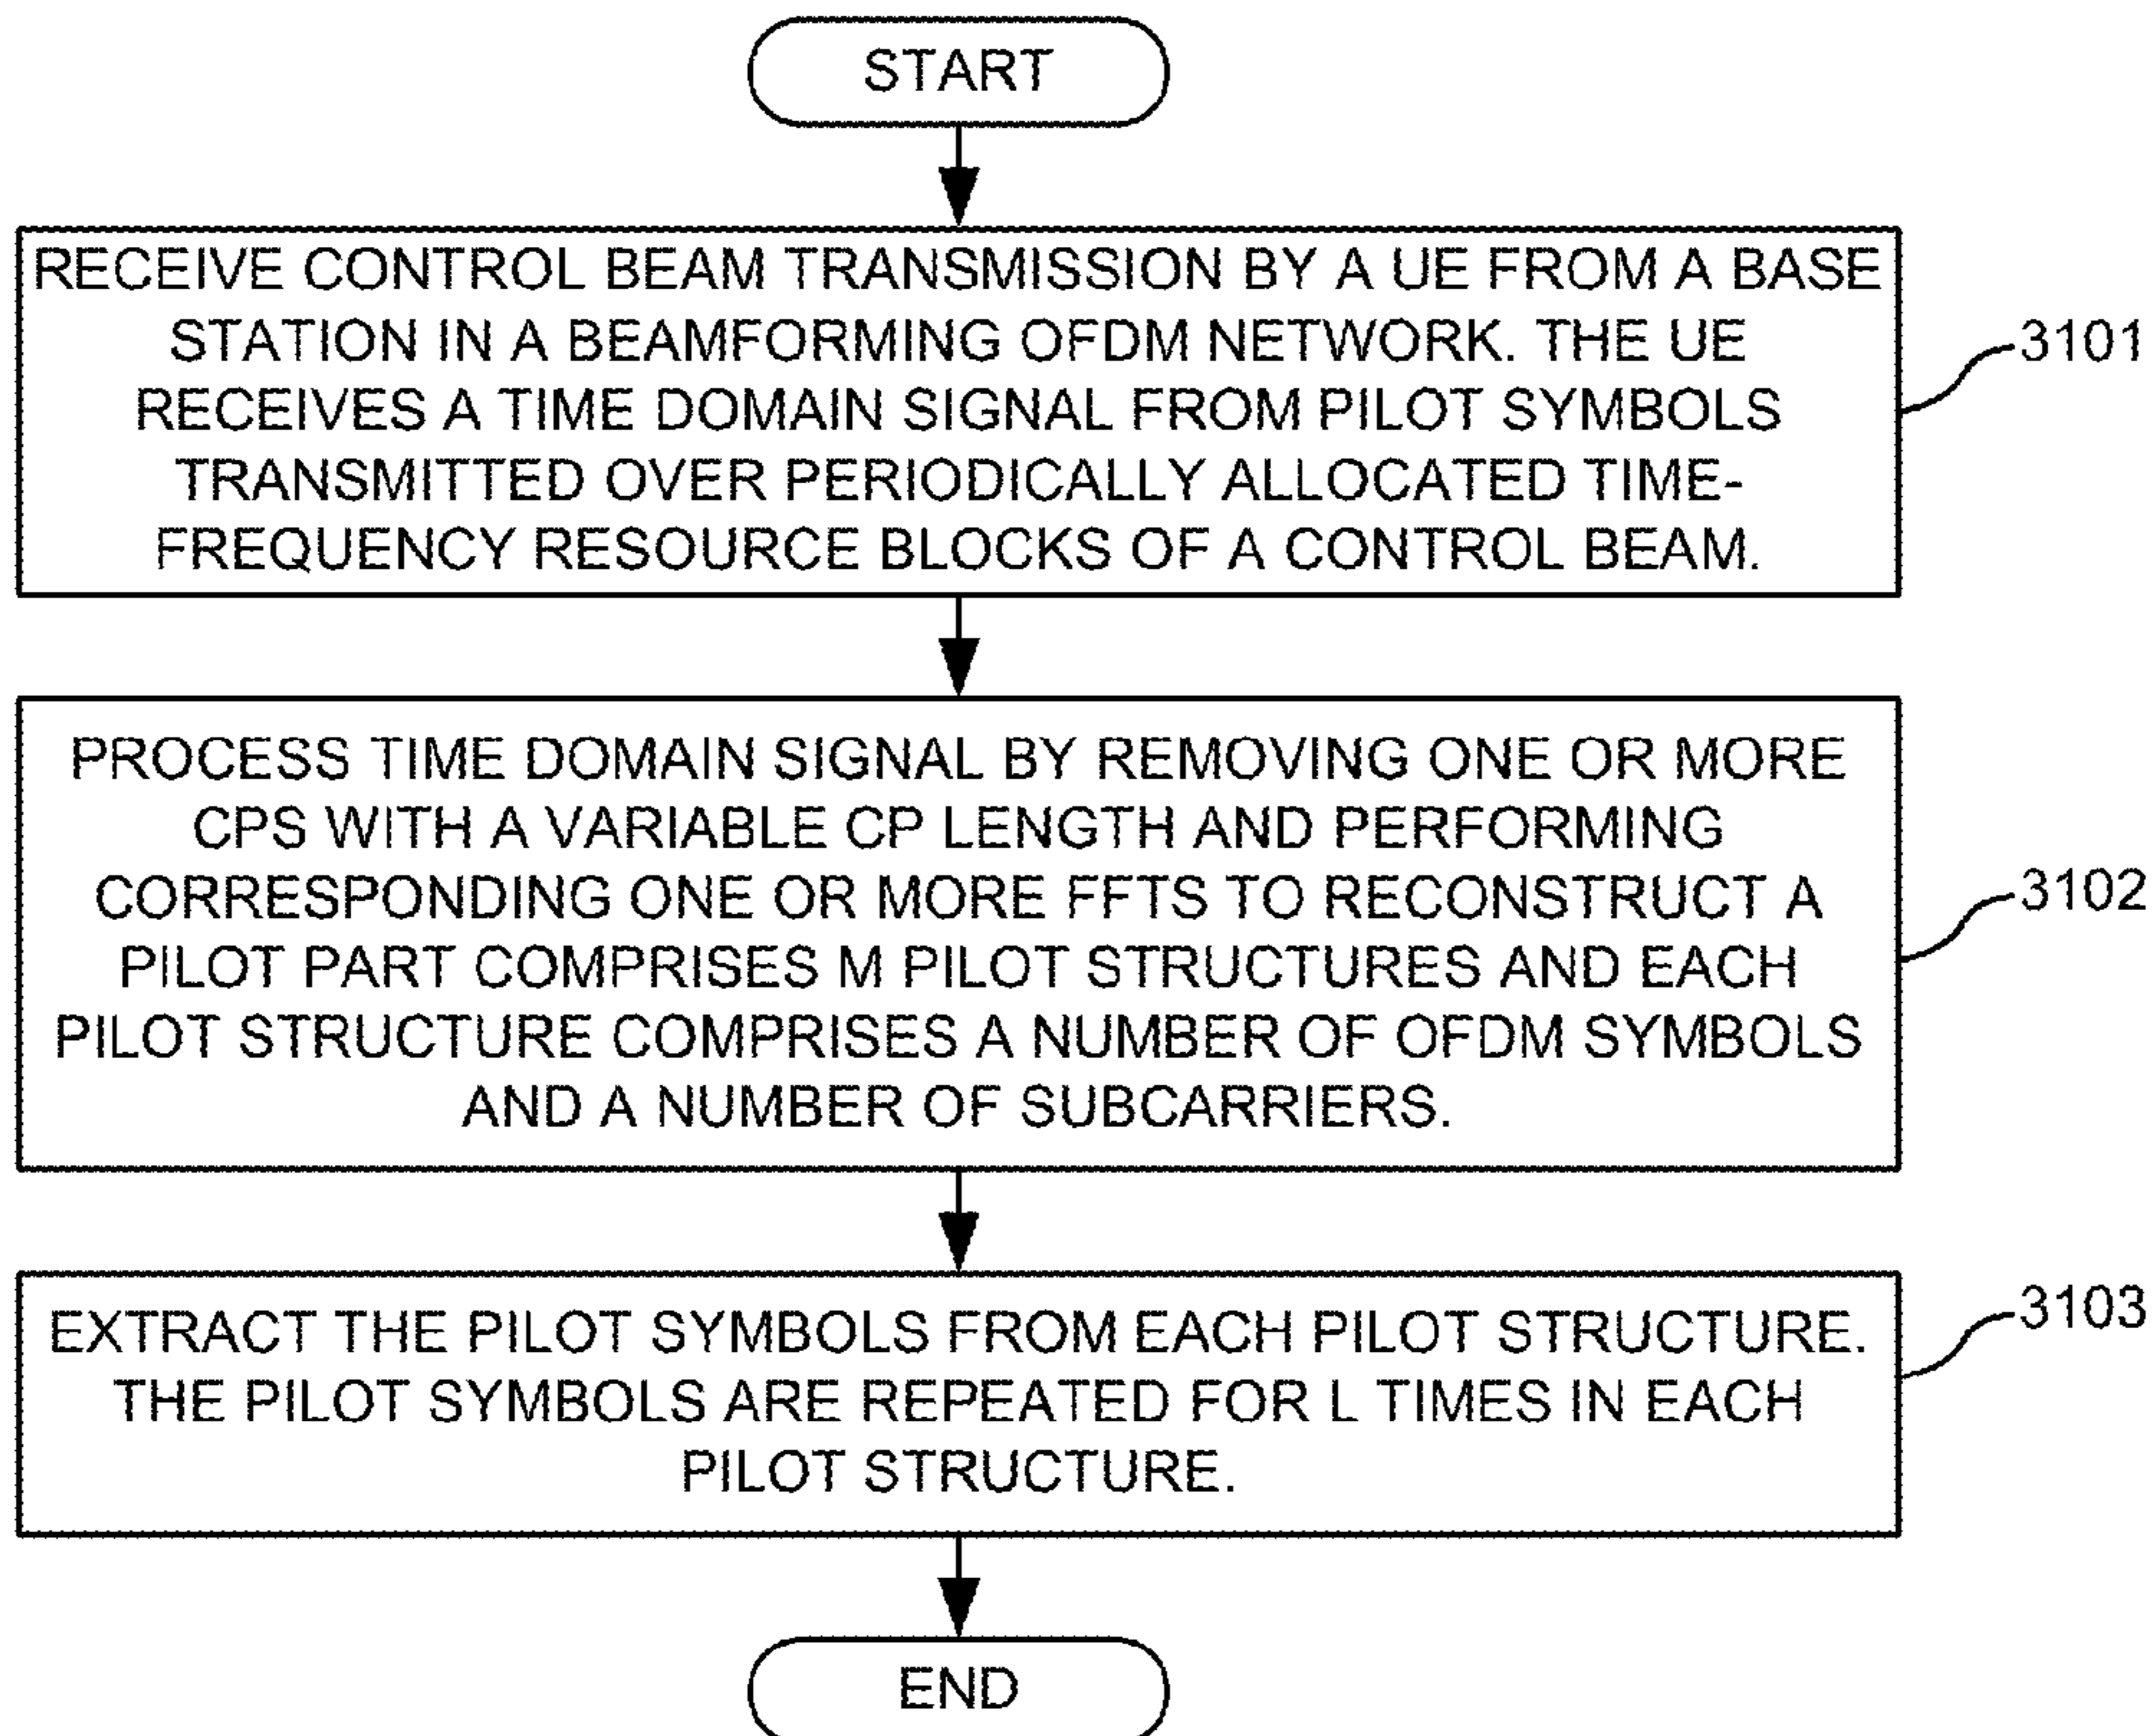 START
RECEIVE CONTROL BEAM TRANSMISSION BY A UE FROM A BASE
STATION IN A BEAMFORMING OFDM NETWORK. THE UE
RECEIVES A TIME DOMAIN SIGNAL FROM PILOT SYMBOLS
TRANSMITTED OVER PERIODICALLY ALLOCATED TIME-
FREQUENCY RESOURCE BLOCKS OF A CONTROL BEAM.
3101
PROCESS TIME DOMAIN SIGNAL BY REMOVING ONE OR MORE
CPS WITH A VARIABLE CP LENGTH AND PERFORMING
CORRESPONDING ONE OR MORE FFTS TO RECONSTRUCT A
PILOT PART COMPRISES M PILOT STRUCTURES AND EACH
PILOT STRUCTURE COMPRISES A NUMBER OF OFDM SYMBOLS
AND A NUMBER OF SUBCARRIERS.
3102
EXTRACT THE PILOT SYMBOLS FROM EACH PILOT STRUCTURE.
THE PILOT SYMBOLS ARE REPEATED FOR L TIMES IN EACH
PILOT STRUCTURE.
3103
END